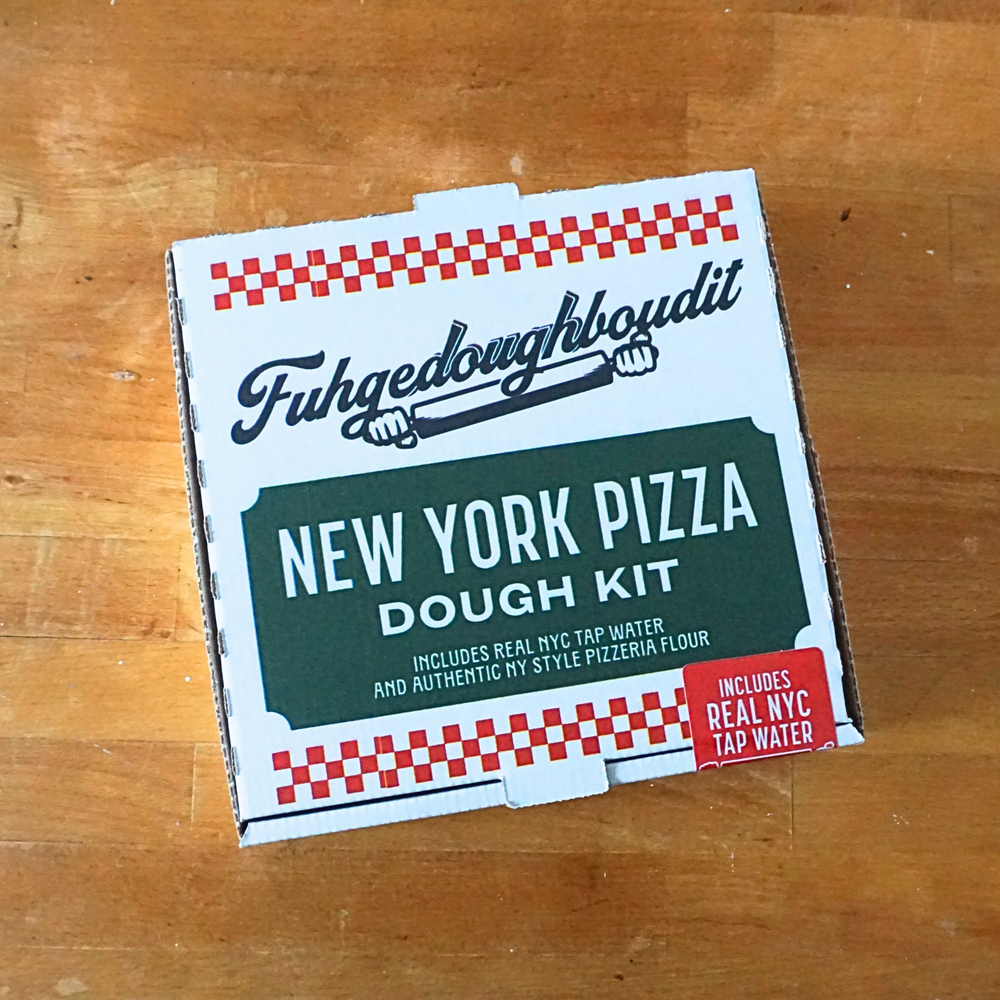 Fuhgedoughboudit
NEW YORK PIZZA
DOUGH KIT
INCLUDES REAL NYC TAP WATER
AND AUTHENTIC NY STYLE PIZZERIA FLOUR
INCLUDES
REAL NYC
TAP WATER